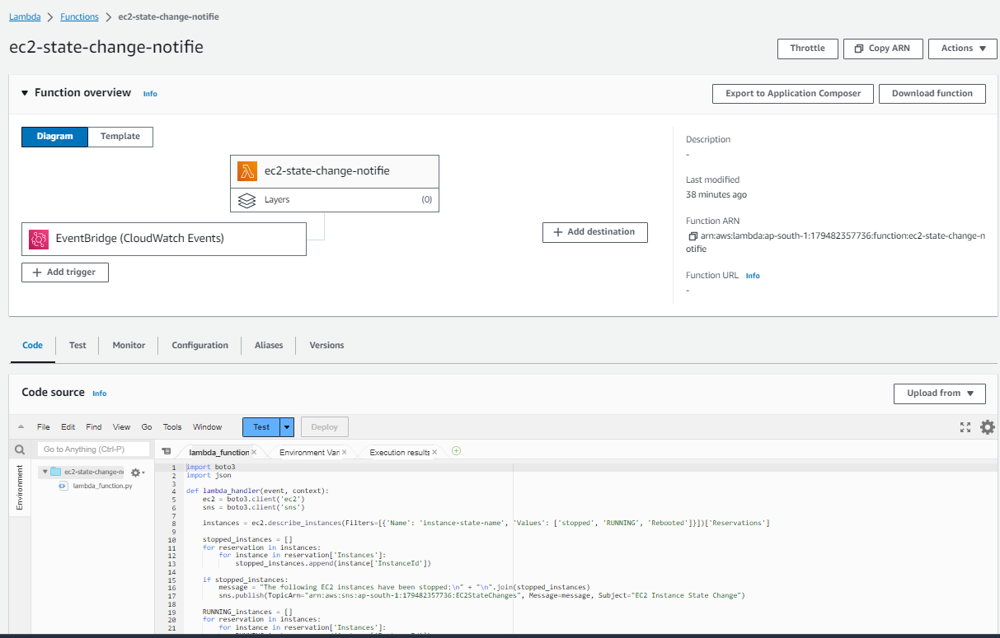 Lambda > Functions > ec2-state-change-notifie
ec2-state-change-notifie
Throttle Copy ARN Actions
Function overview Info
Export to Application Composer Download function
Diagram Template
ec2-state-change-notifie
Layers (0)
EventBridge (CloudWatch Events)
Add trigger
Add destination
Description
-
Last modified
38 minutes ago
Function ARN
arn:aws:lambda:ap-south-1:179482357736:function:ec2-state-change-n
otifie
Function URL Info
-
Code Test Monitor Configuration Aliases Versions
Code source Info
Upload from
File Edit Find View Go Tools Window Test Deploy
Go to Anything (Ctrl-P)
Environment
ec2-state-change-n
lambda_function.py
lambda_function Environment Var Execution results
1 import boto3
2 import json
3
4 def lambda_handler(event, context):
5 ec2 = boto3.client('ec2')
6 sns = boto3.client('sns')
7
8 instances = ec2.describe_instances(Filters=[{'Name': 'instance-state-name', 'Values': ['stopped', 'RUNNING', 'Rebooted']}])['Reservations']
9
10 stopped_instances = []
11 for reservation in instances:
12 for instance in reservation['Instances']:
13 stopped_instances.append(instance['InstanceId'])
14
15 if stopped_instances:
16 message = "The following EC2 instances have been stopped:\n" + "\n".join(stopped_instances)
17 sns.publish(TopicArn="arn:aws:sns:ap-south-1:179482357736:EC2StateChanges", Message=message, Subject="EC2 Instance State Change")
18
19 RUNNING_instances = []
20 for reservation in instances:
21 for instance in reservation['Instances']: